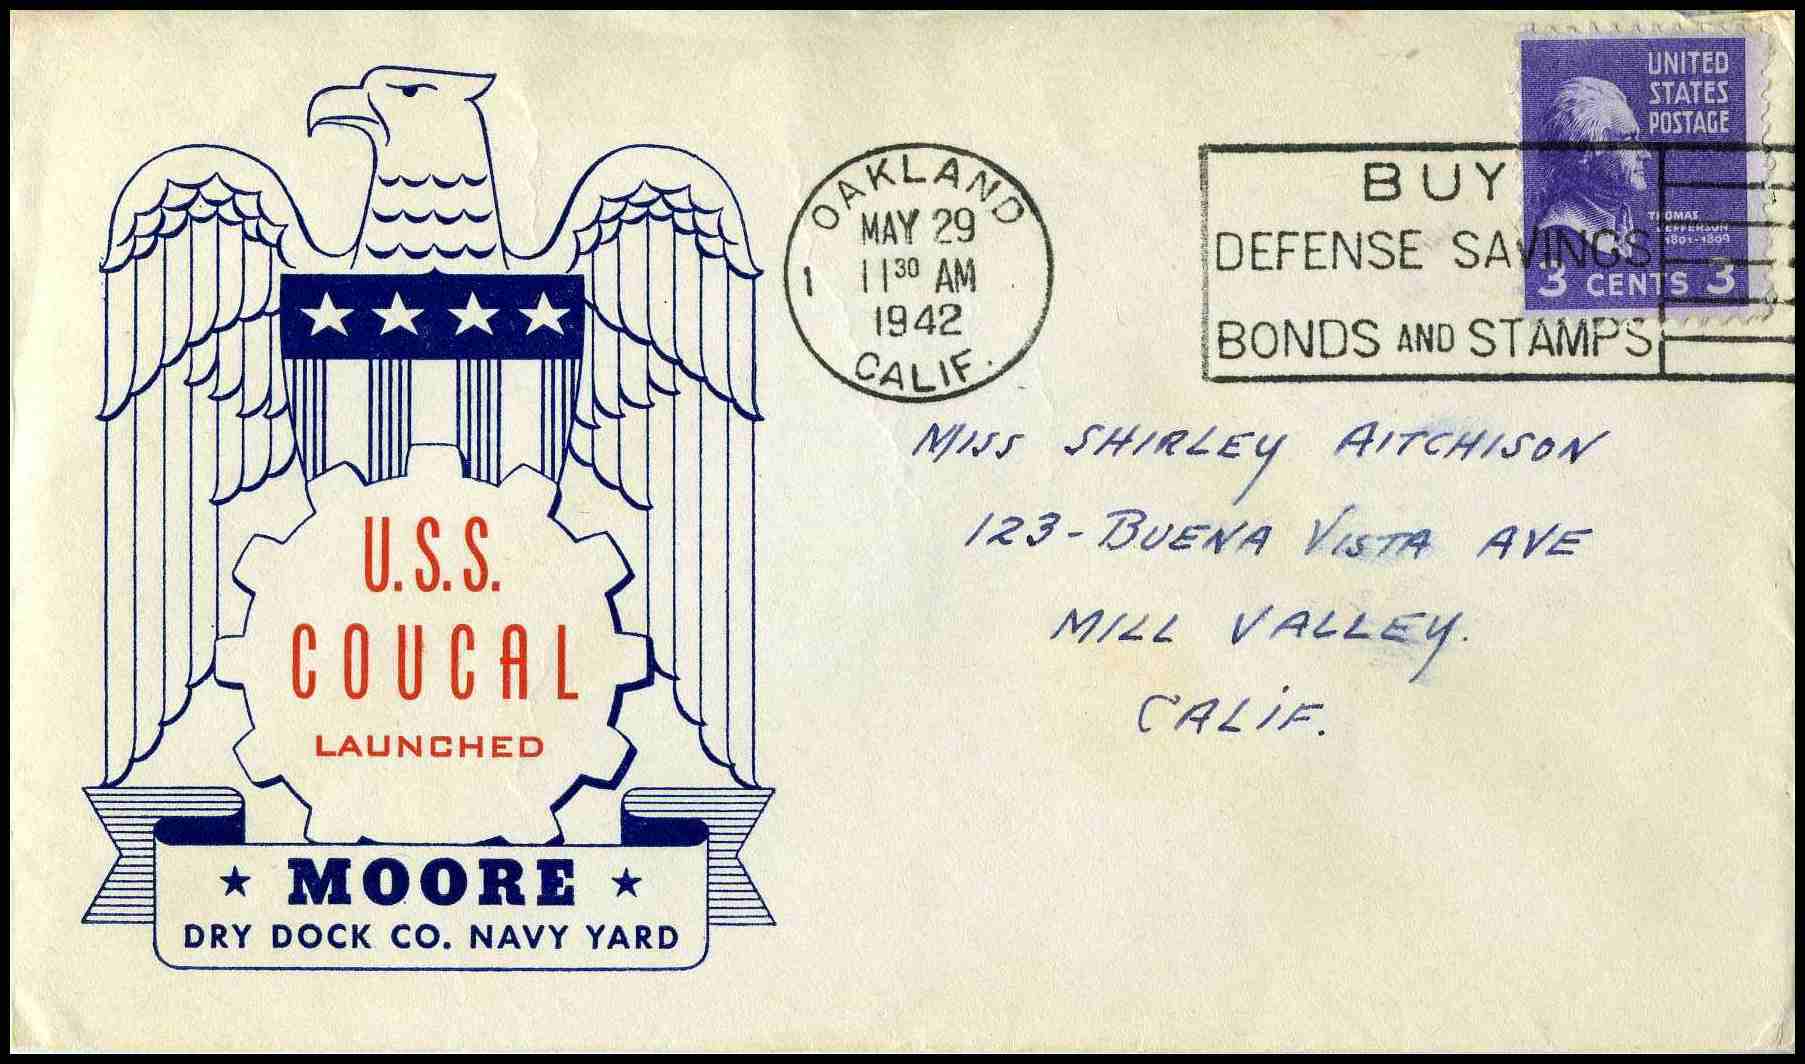 U.S.S.
COUCAL
LAUNCHED
MOORE
DRY DOCK CO. NAVY YARD
OAKLAND
MAY 29
1 11 30 AM
1942
CALIF.
BUY
DEFENSE SAVINGS
BONDS AND STAMPS
UNITED
STATES
POSTAGE
THOMAS
JEFFERSON
1801-1809
3 CENTS 3
MISS SHIRLEY AITCHISON
123-BUENA VISTA AVE
MILL VALLEY.
CALIF.